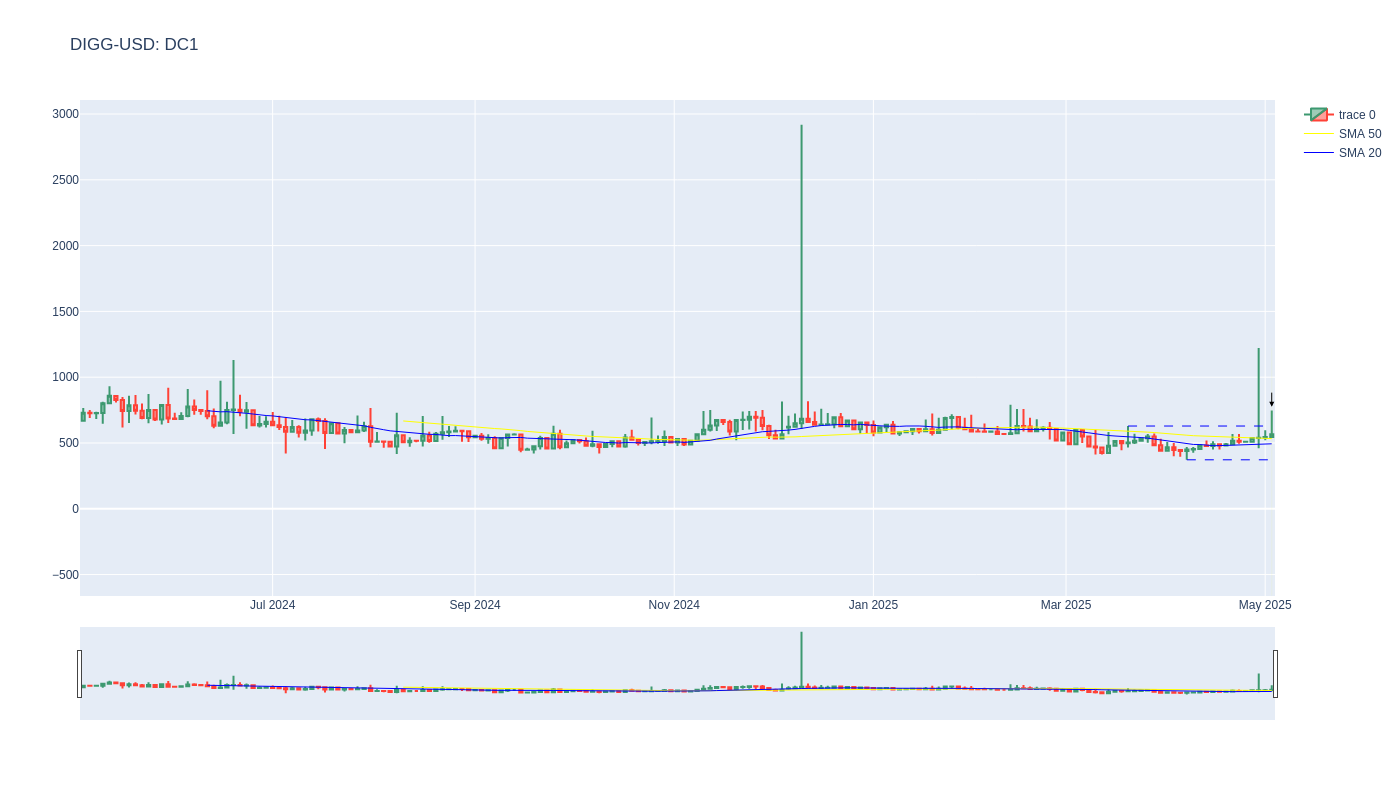 DIGG-USD: DC1
3000
2500
2000
1500
1000
500
0
−500
Jul 2024
Sep 2024
Nov 2024
Jan 2025
Mar 2025
May 2025
trace 0
SMA 50
SMA 20